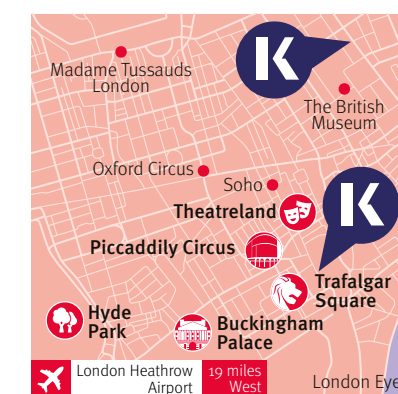 K
Madame Tussauds
London
The British
Museum
Oxford Circus
Soho
K
Theatreland
Piccadilly Circus
Trafalgar
Square
Hyde
Park
Buckingham
Palace
London Heathrow
Airport
19 miles
West
London Eye